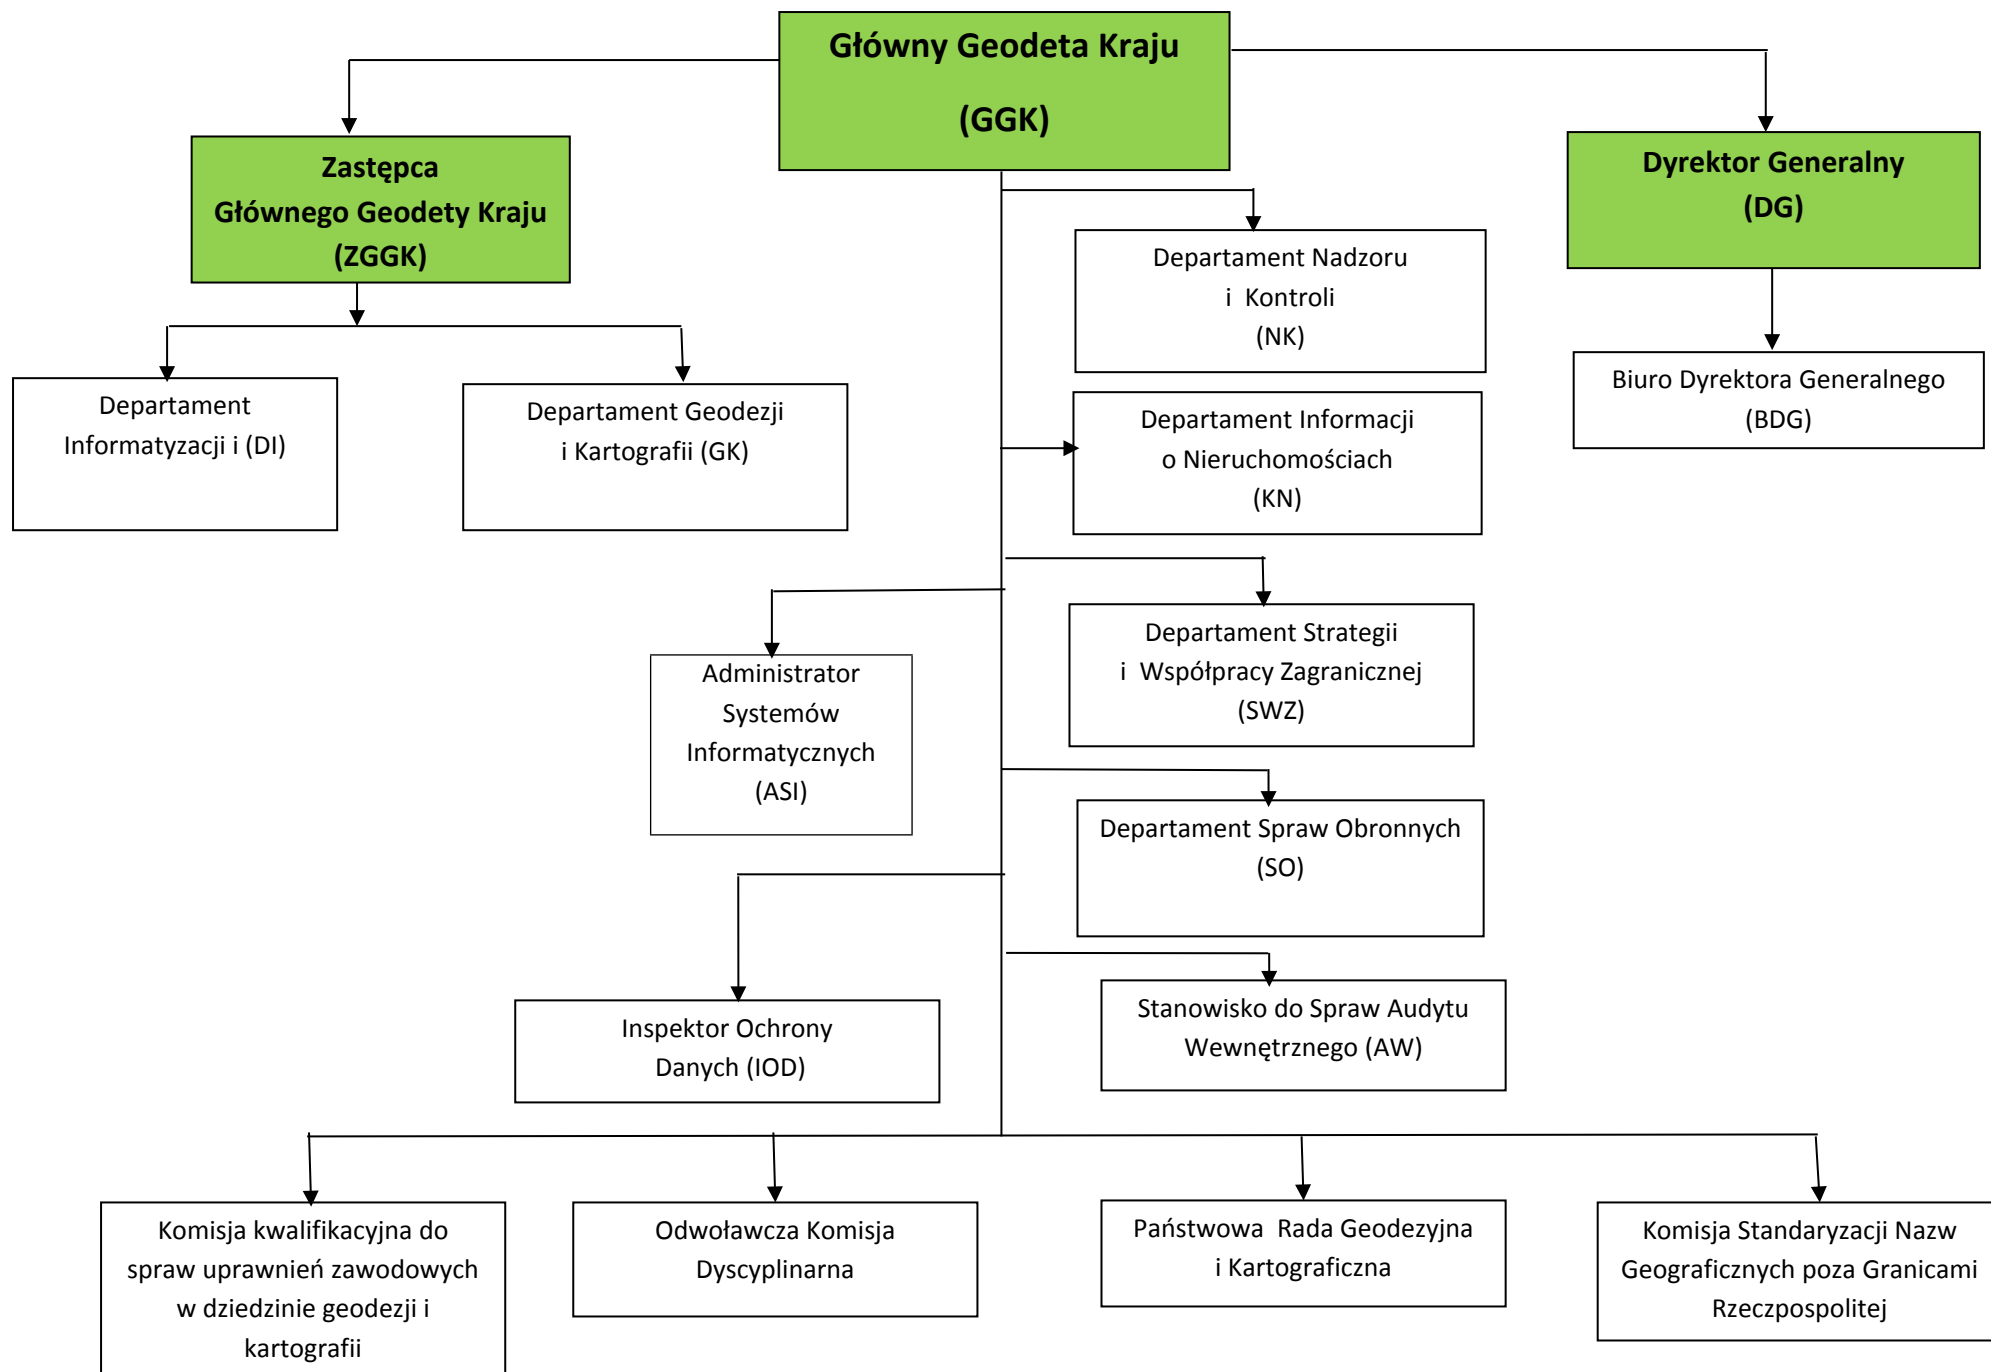 Główny Geodeta Kraju
(GGK)
Zastępca
Głównego Geodety Kraju
(ZGGK)
Dyrektor Generalny
(DG)
Departament Nadzoru
i Kontroli
(NK)
Biuro Dyrektora Generalnego
(BDG)
Departament
Informatyzacji i (DI)
Departament Geodezji
i Kartografii (GK)
Departament Informacji
o Nieruchomościach
(KN)
Departament Strategii
i Współpracy Zagranicznej
(SWZ)
Administrator
Systemów
Informatycznych
(ASI)
Departament Spraw Obronnych
(SO)
Inspektor Ochrony
Danych (IOD)
Stanowisko do Spraw Audytu
Wewnętrznego (AW)
Komisja kwalifikacyjna do
spraw uprawnień zawodowych
w dziedzinie geodezji i
kartografii
Odwoławcza Komisja
Dyscyplinarna
Państwowa Rada Geodezyjna
i Kartograficzna
Komisja Standaryzacji Nazw
Geograficznych poza Granicami
Rzeczpospolitej